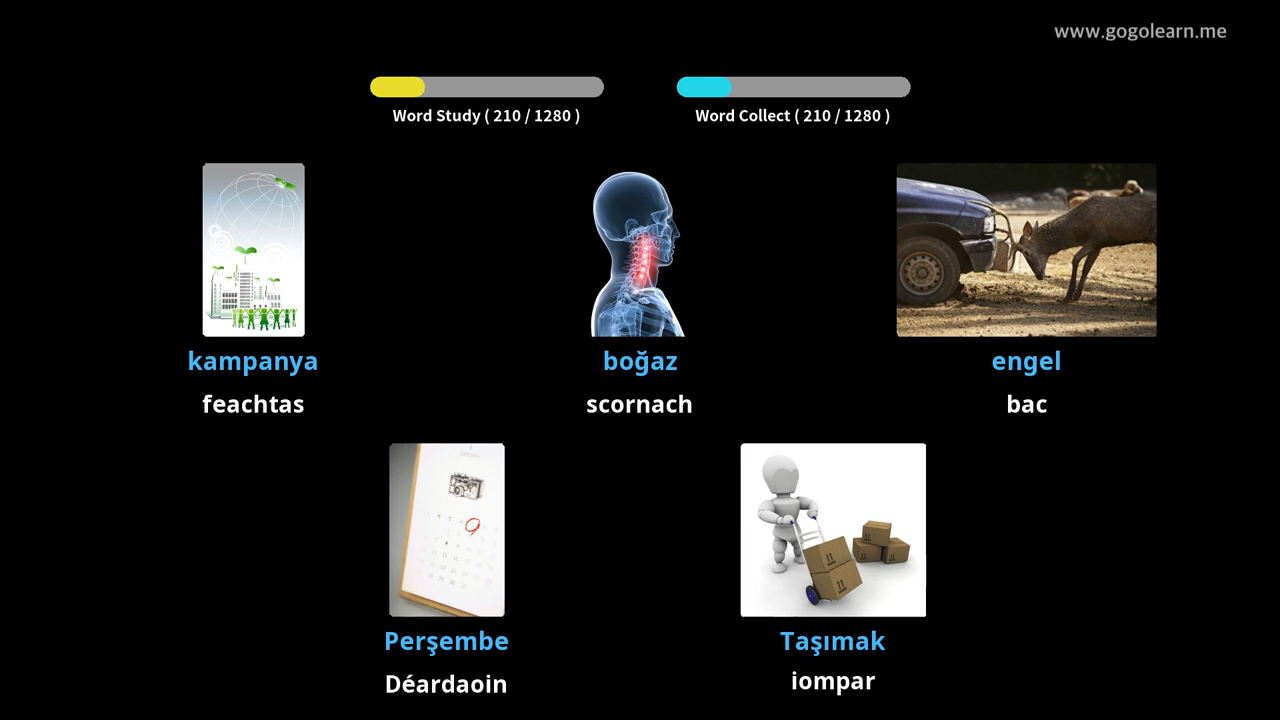 www.gogolearn.me
Word Study ( 210 / 1280 )
Word Collect ( 210 / 1280 )
kampanya
boğaz
engel
feachtas
scornach
bac
Perşembe
Taşımak
Déardaoin
iompar